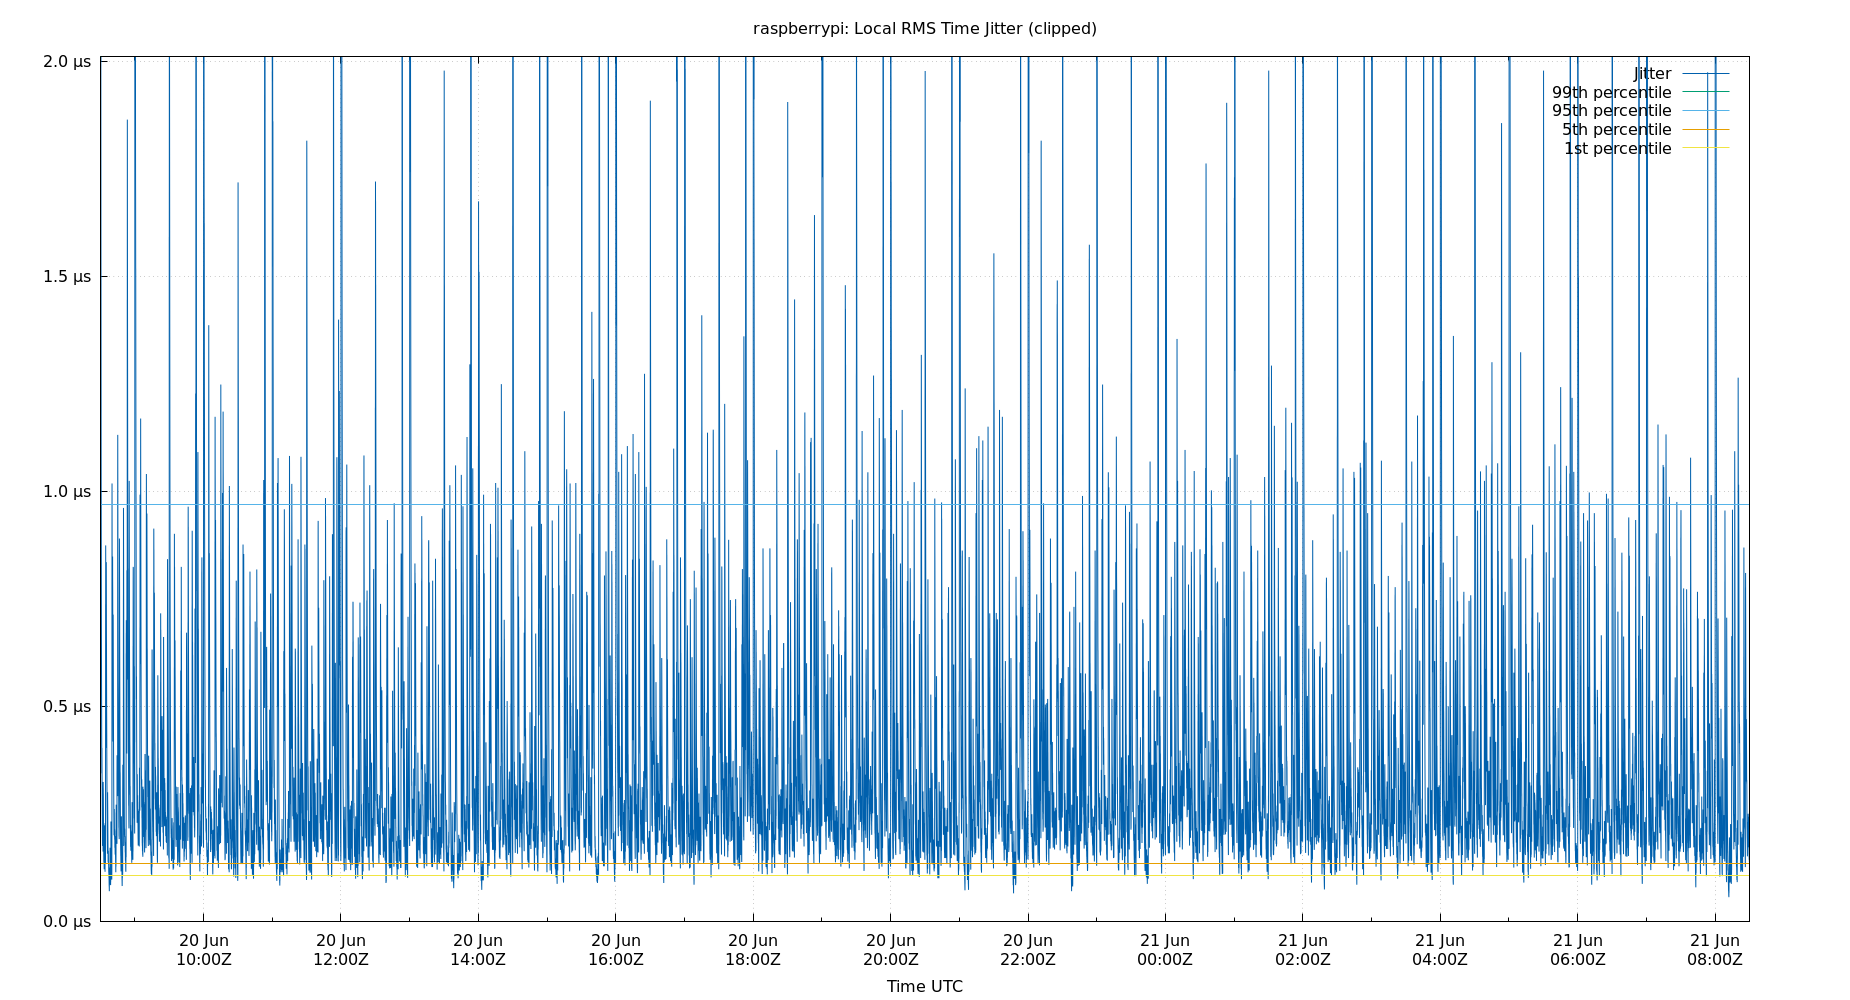 raspberrypi: Local RMS Time Jitter (clipped)
2.0 µs
1.5 µs
1.0 µs
0.5 µs
0.0 µs
Jitter
99th percentile
95th percentile
5th percentile
1st percentile
20 Jun 20 Jun 20 Jun 20 Jun 20 Jun 20 Jun 20 Jun 21 Jun 21 Jun 21 Jun 21 Jun 21 Jun
10:00Z 12:00Z 14:00Z 16:00Z 18:00Z 20:00Z 22:00Z 00:00Z 02:00Z 04:00Z 06:00Z 08:00Z
Time UTC